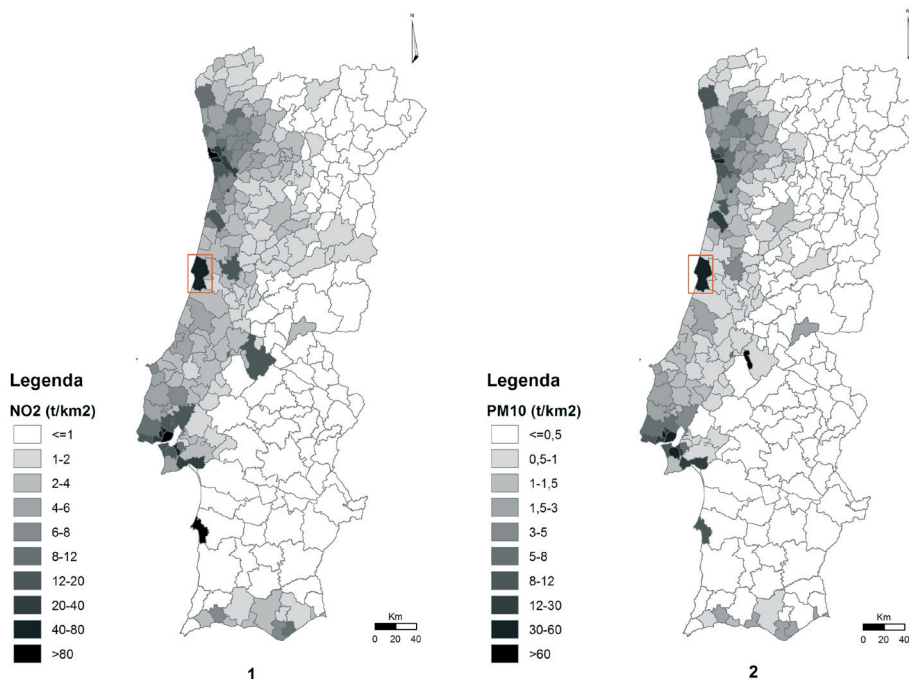 N
N
Legenda
NO2 (t/km2)
<=1
1-2
2-4
4-6
6-8
8-12
12-20
20-40
40-80
>80
Km
0 20 40
1
Legenda
PM10 (t/km2)
<=0,5
0,5-1
1-1,5
1,5-3
3-5
5-8
8-12
12-30
30-60
>60
Km
0 20 40
2